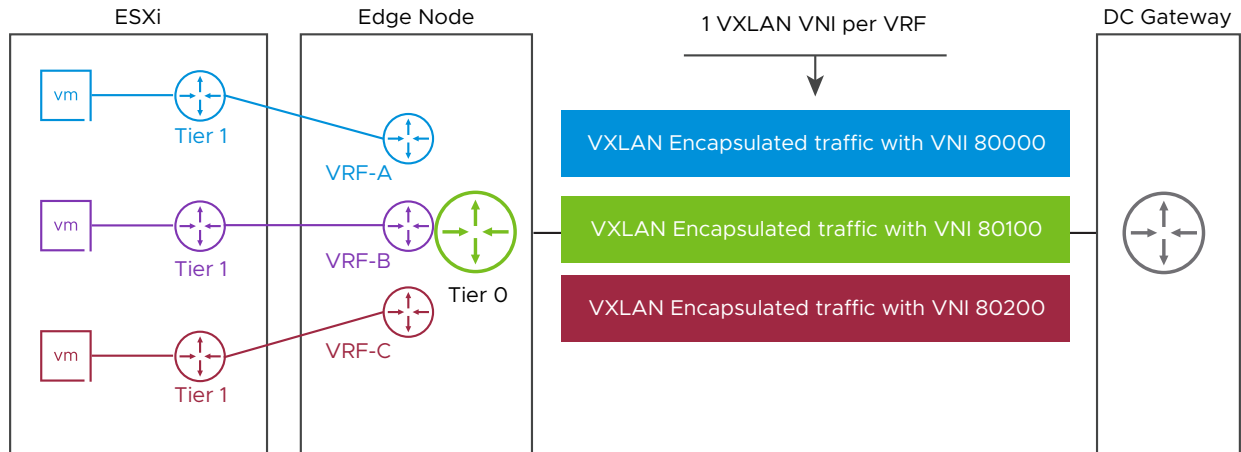 ESXi
Edge Node
1 VXLAN VNI per VRF
DC Gateway
vm
Tier 1
VRF-A
VXLAN Encapsulated traffic with VNI 80000
vm
Tier 1
VRF-B
Tier 0
VXLAN Encapsulated traffic with VNI 80100
vm
Tier 1
VRF-C
VXLAN Encapsulated traffic with VNI 80200